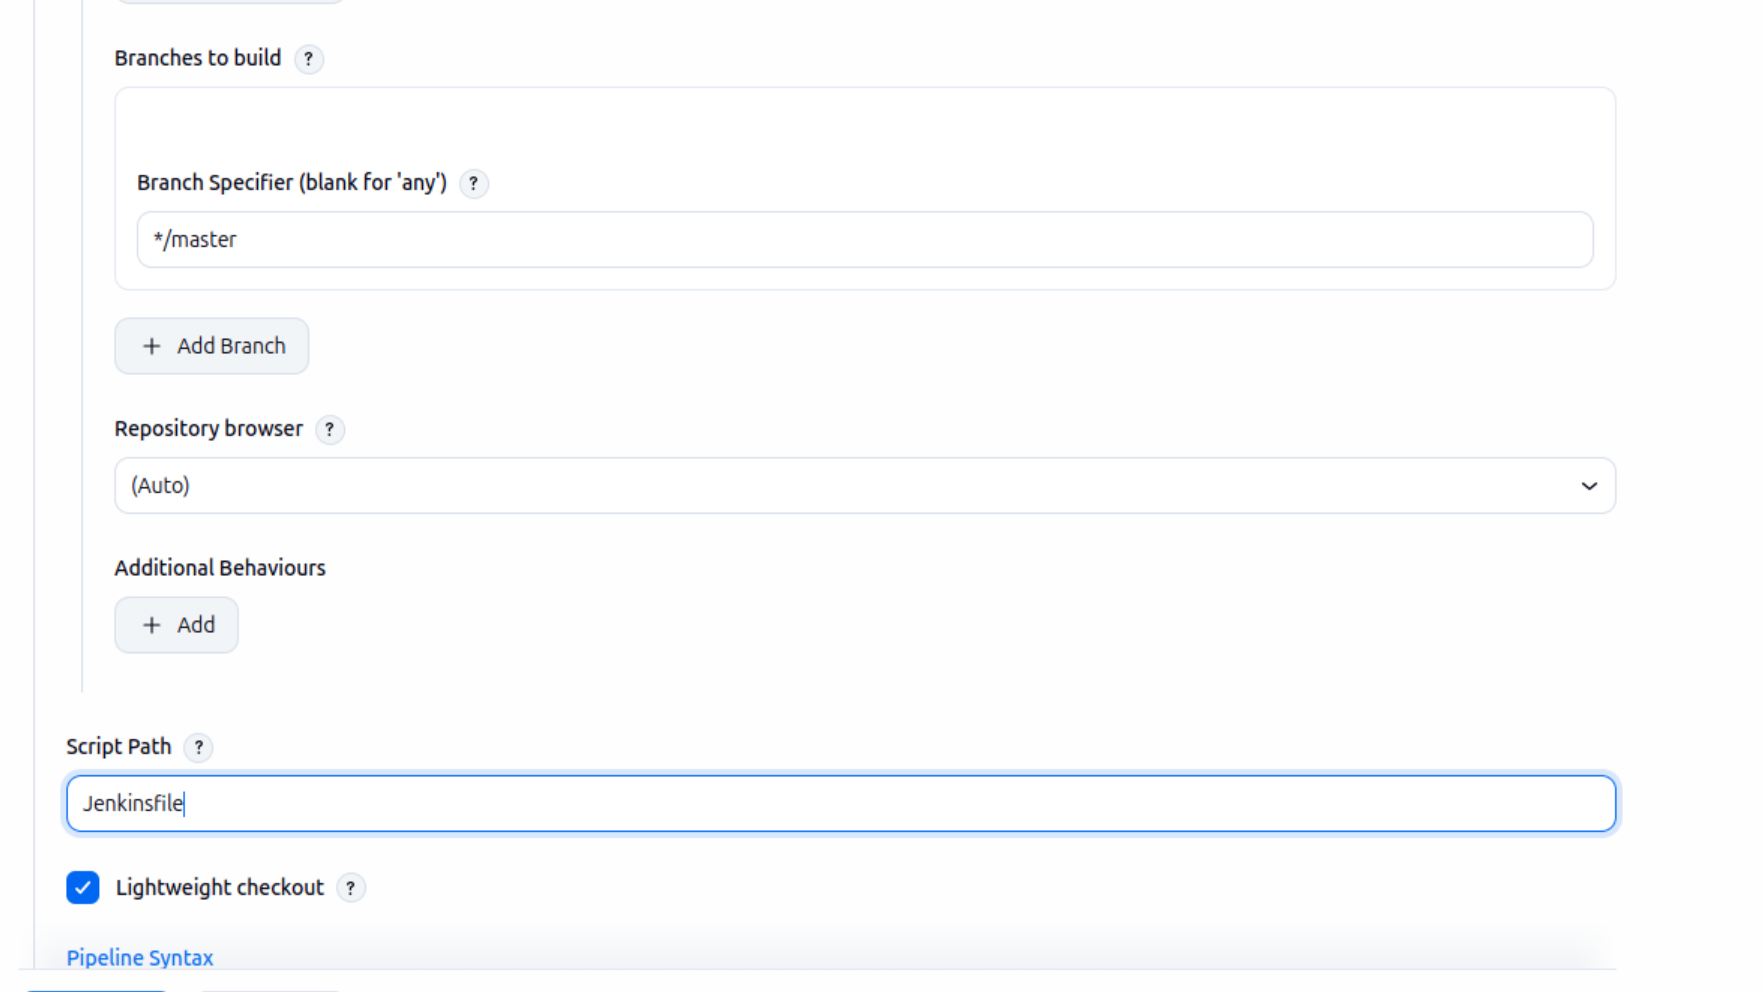 Branches to build ?
Branch Specifier (blank for 'any') ?
*/master
+ Add Branch
Repository browser ?
(Auto)
Additional Behaviours
+ Add
Script Path ?
Jenkinsfile
Lightweight checkout ?
Pipeline Syntax